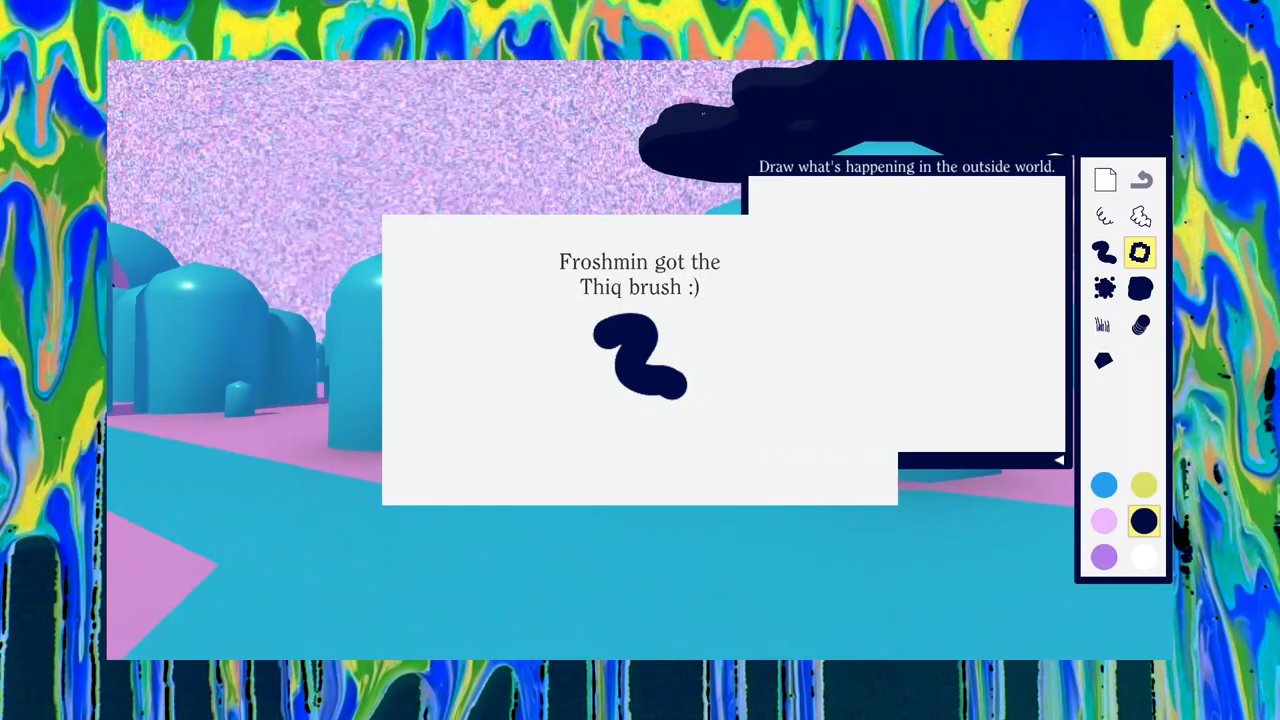 Draw what's happening in the outside world.
Froshmin got the
Thiq brush :)